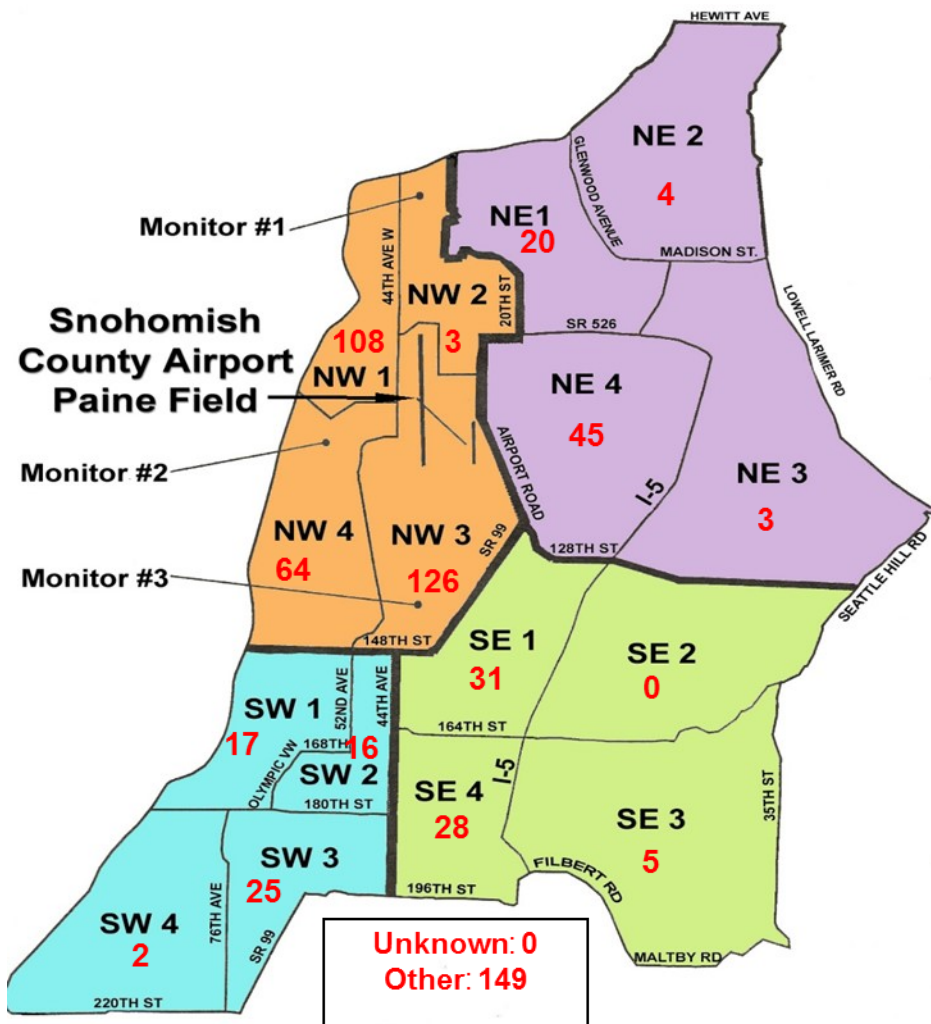 HEWITT AVE
NE 2
4
GLENWOOD AVENUE
MADISON ST.
NE1
20
Monitor #1
44TH AVE W
NW 2
3
20TH ST
SR 526
LOWELL LARIMER RD
Snohomish
County Airport
Paine Field
108
NW 1
NE 4
45
AIRPORT ROAD
I-5
NE 3
3
Monitor #2
NW 4
64
NW 3
126
SR 99
128TH ST
SEATTLE HILL RD
Monitor #3
148TH ST
SE 1
31
SE 2
0
SW 1
17
52ND AVE
44TH AVE
168TH
16
OLYMPIC VW
SW 2
180TH ST
164TH ST
I-5
SE 4
28
SE 3
5
35TH ST
SW 3
25
76TH AVE
SR 99
SW 4
2
220TH ST
196TH ST
FILBERT RD
MALTBY RD
Unknown: 0
Other: 149